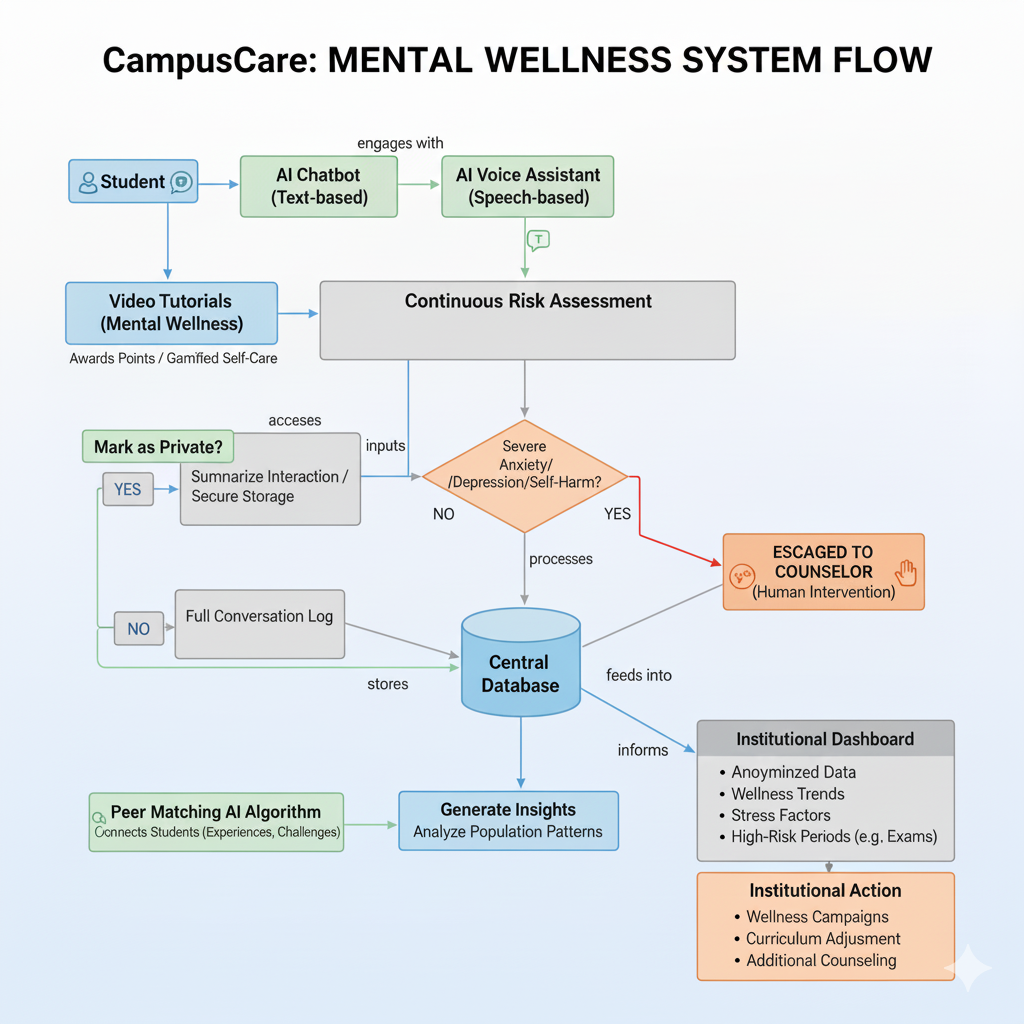 CampusCare: MENTAL WELLNESS SYSTEM FLOW
engages with
Student
AI Chatbot
(Text-based)
AI Voice Assistant
(Speech-based)
T
Video Tutorials
(Mental Wellness)
Awards Points / Gamified Self-Care
Continuous Risk Assessment
acceses
Mark as Private?
inputs
YES
Sumnarize Interaction /
Secure Storage
Severe
Anxiety/
/Depression/Self-Harm?
NO
YES
processes
ESCAGED TO
COUNSELOR
(Human Intervention)
NO
Full Conversation Log
Central
Database
stores
feeds into
informs
Institutional Dashboard
• Anoyminzed Data
• Wellness Trends
• Stress Factors
• High-Risk Periods (e.g. Exams)
Peer Matching AI Algorithm
Connects Students (Experiences, Challenges)
Generate Insights
Analyze Population Patterns
Institutional Action
• Wellness Campaigns
• Curriculum Adjusment
• Additional Counseling